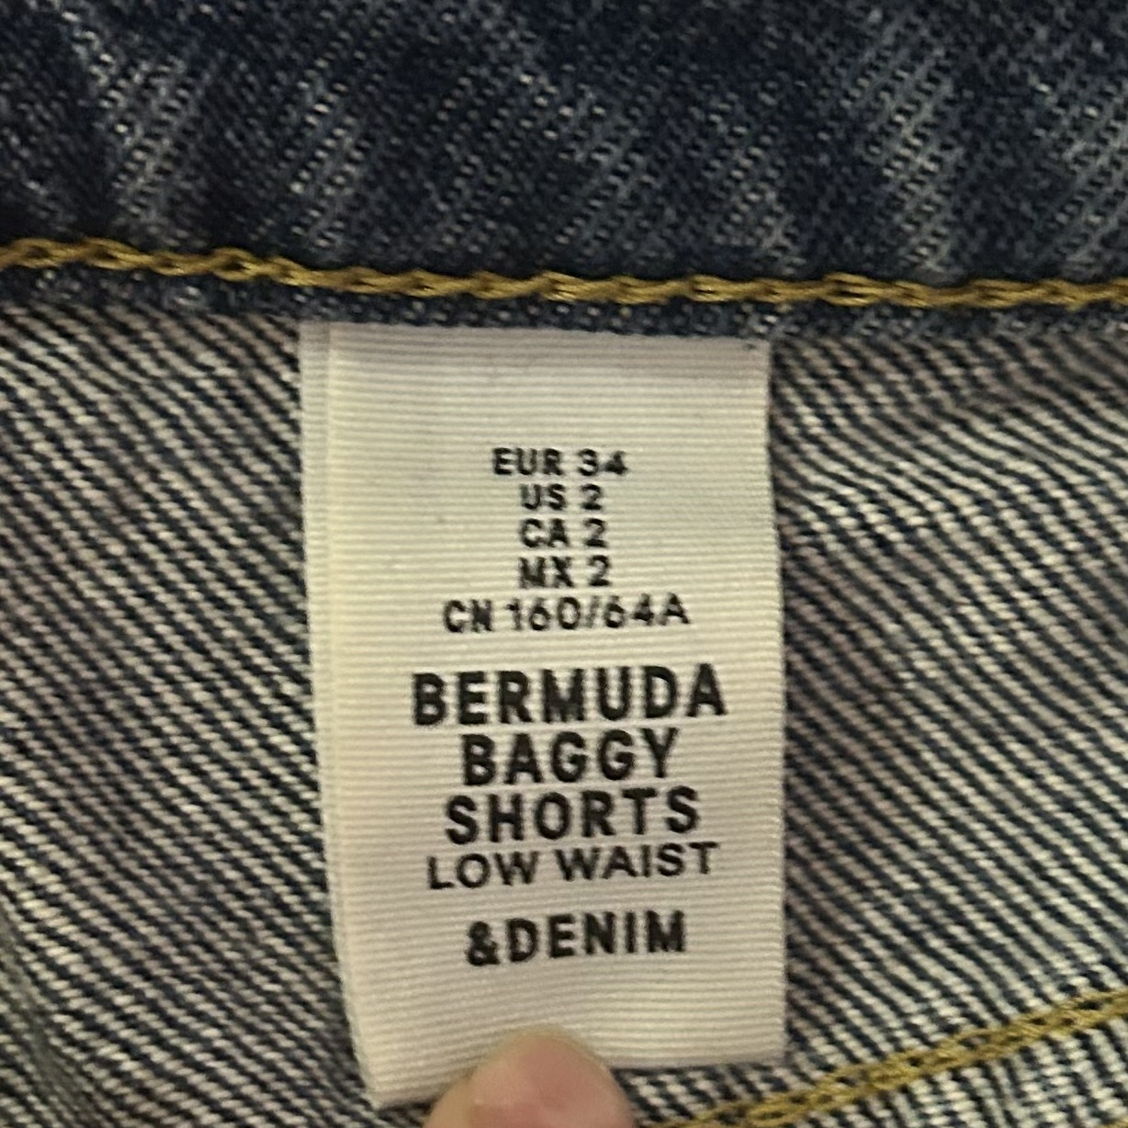 EUR 34
US 2
CA 2
MX 2
CN 160/64A
BERMUDA
BAGGY
SHORTS
LOW WAIST
&DENIM